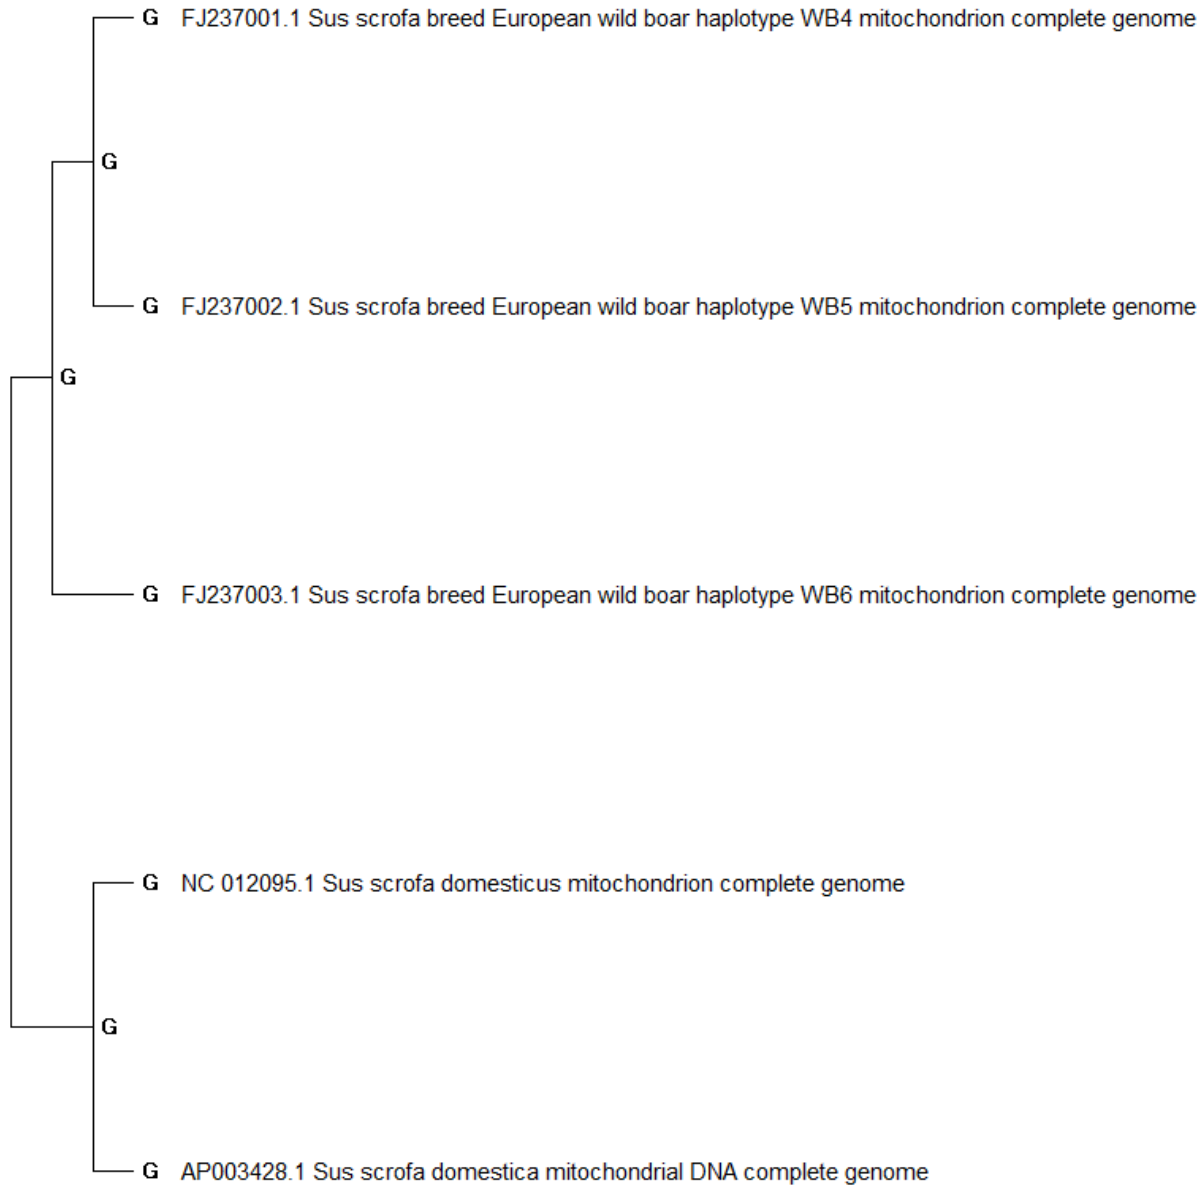 G FJ237001.1 Sus scrofa breed European wild boar haplotype WB4 mitochondrion complete genome
G
G FJ237002.1 Sus scrofa breed European wild boar haplotype WB5 mitochondrion complete genome
G
G FJ237003.1 Sus scrofa breed European wild boar haplotype WB6 mitochondrion complete genome
G NC 012095.1 Sus scrofa domesticus mitochondrion complete genome
G
G AP003428.1 Sus scrofa domestica mitochondrial DNA complete genome